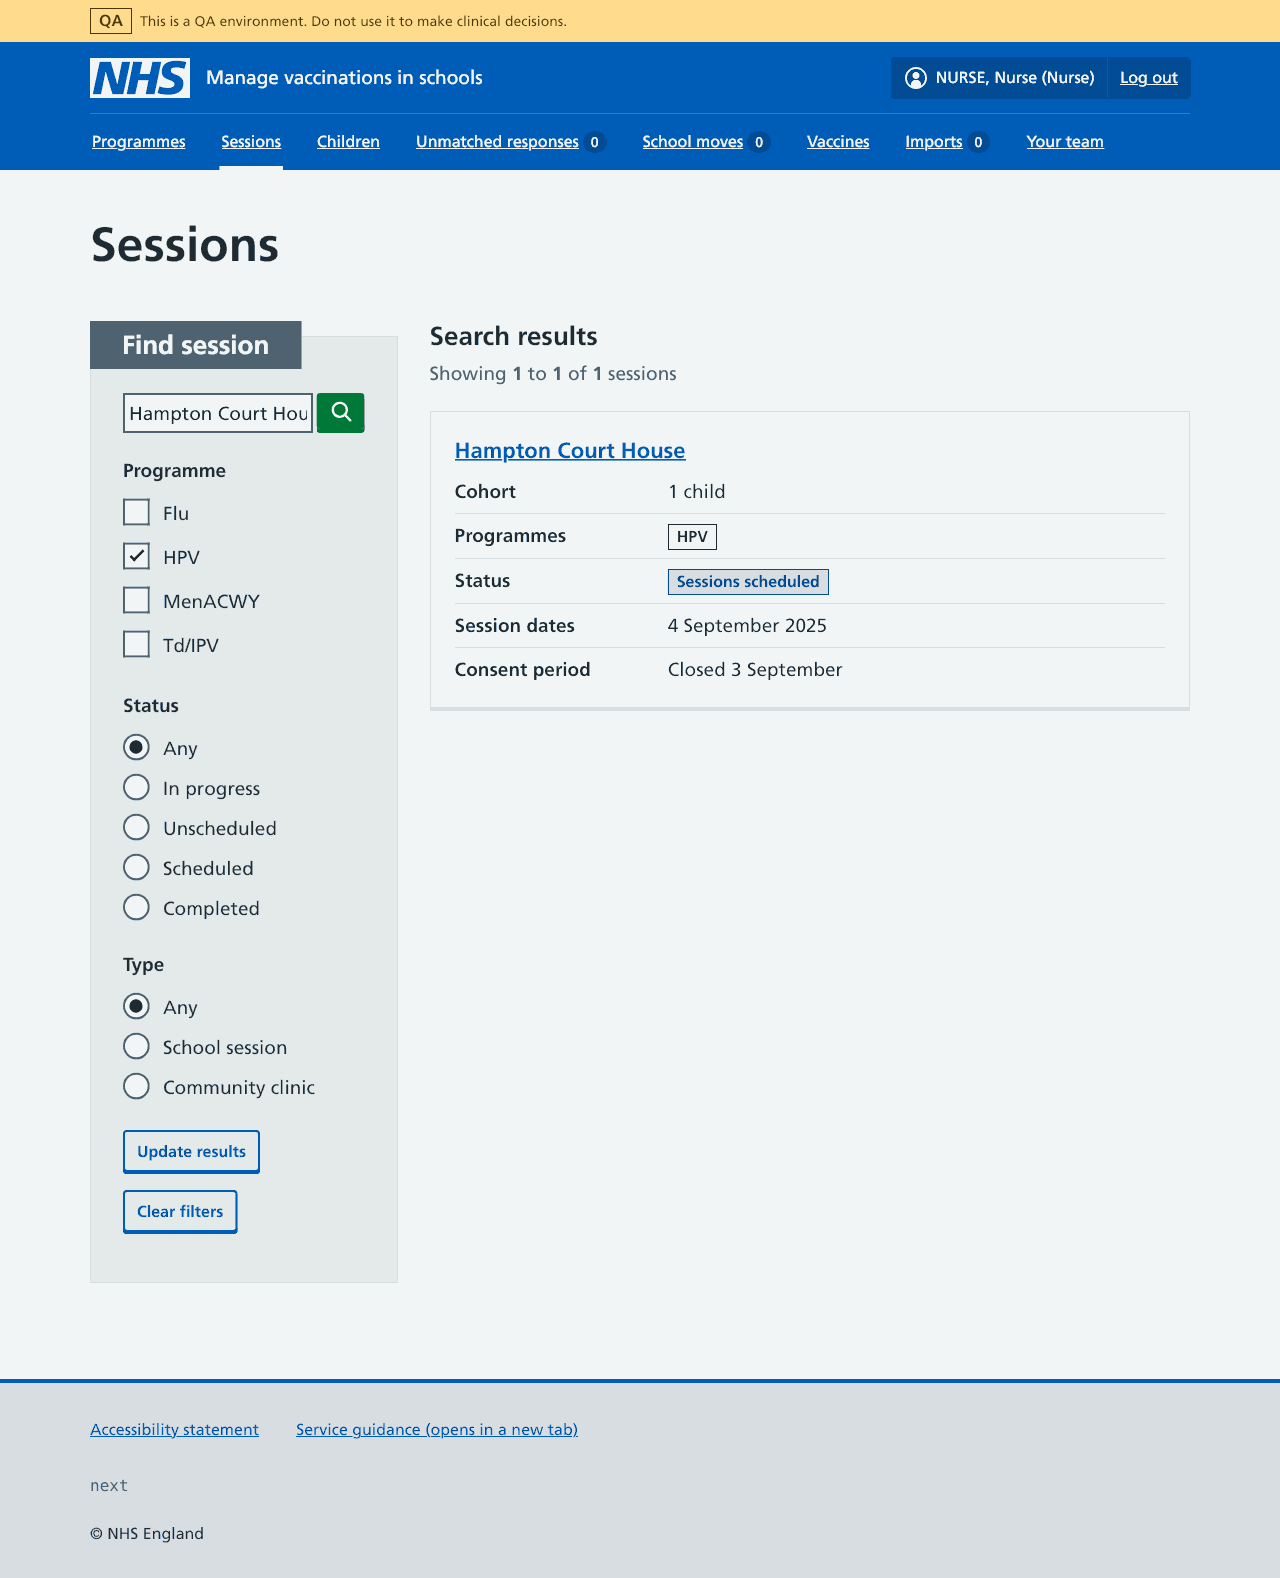 QA This is a QA environment. Do not use it to make clinical decisions.
NHS Manage vaccinations in schools NURSE, Nurse (Nurse) Log out
Programmes Sessions Children Unmatched responses 0 School moves 0 Vaccines Imports 0 Your team
Sessions
Find session
Hampton Court Hou
Programme
Flu
HPV
MenACWY
Td/IPV
Status
Any
In progress
Unscheduled
Scheduled
Completed
Type
Any
School session
Community clinic
Update results
Clear filters
Search results
Showing 1 to 1 of 1 sessions
Hampton Court House
Cohort 1 child
Programmes HPV
Status Sessions scheduled
Session dates 4 September 2025
Consent period Closed 3 September
Accessibility statement Service guidance (opens in a new tab)
next
© NHS England